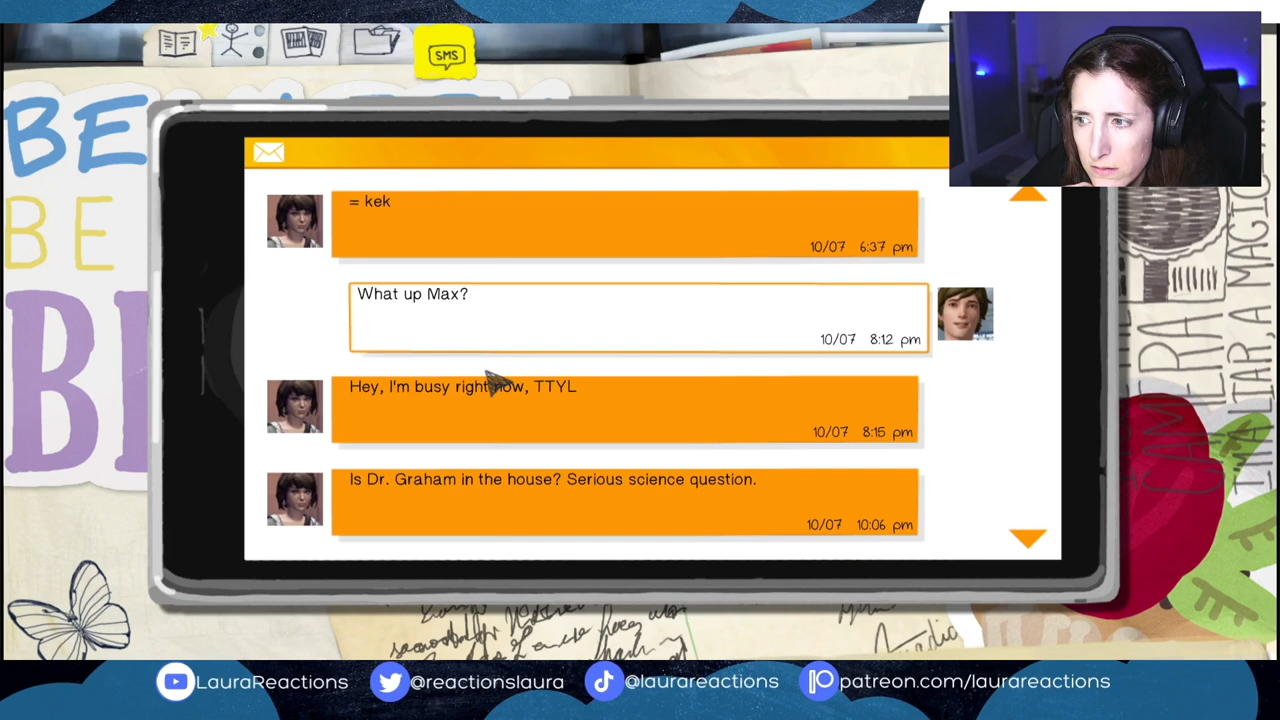 SMS
BE
BE
= kek
10/07 6:37 pm
What up Max?
10/07 8:12 pm
Hey, I'm busy right now, TTYL
10/07 8:15 pm
Is Dr. Graham in the house? Serious science question.
10/07 10:06 pm
LauraReactions
@reactionslaura
@laurareactions
patreon.com/laurareactions